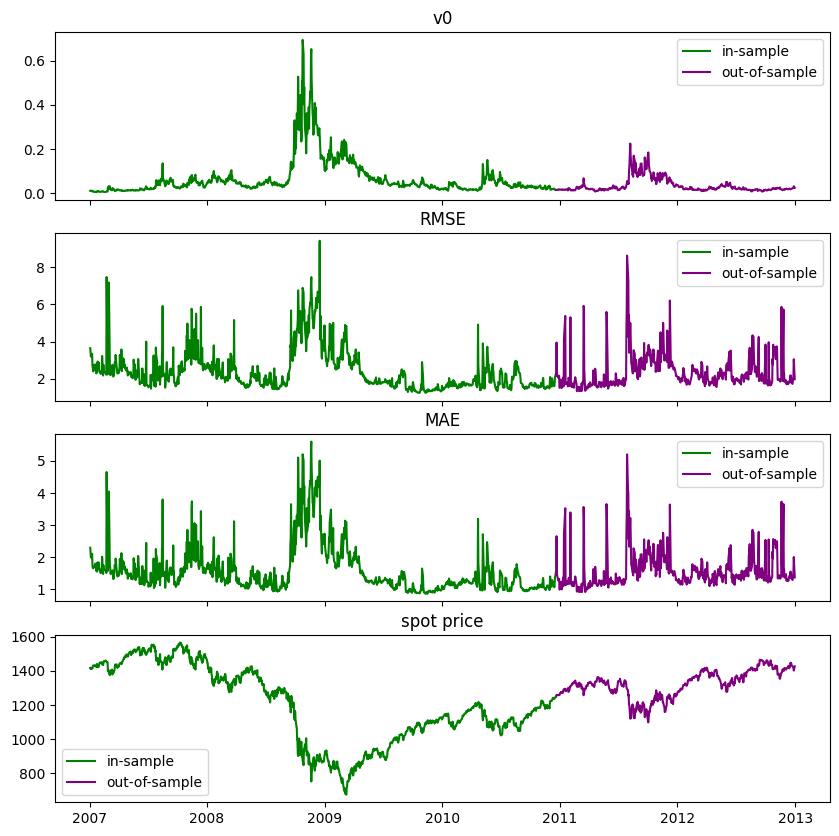 v0
in-sample
out-of-sample
0.6
0.4
0.2
0.0
RMSE
in-sample
out-of-sample
8
6
4
2
MAE
in-sample
out-of-sample
5
4
3
2
1
spot price
1600
1400
1200
1000
800
in-sample
out-of-sample
2007 2008 2009 2010 2011 2012 2013